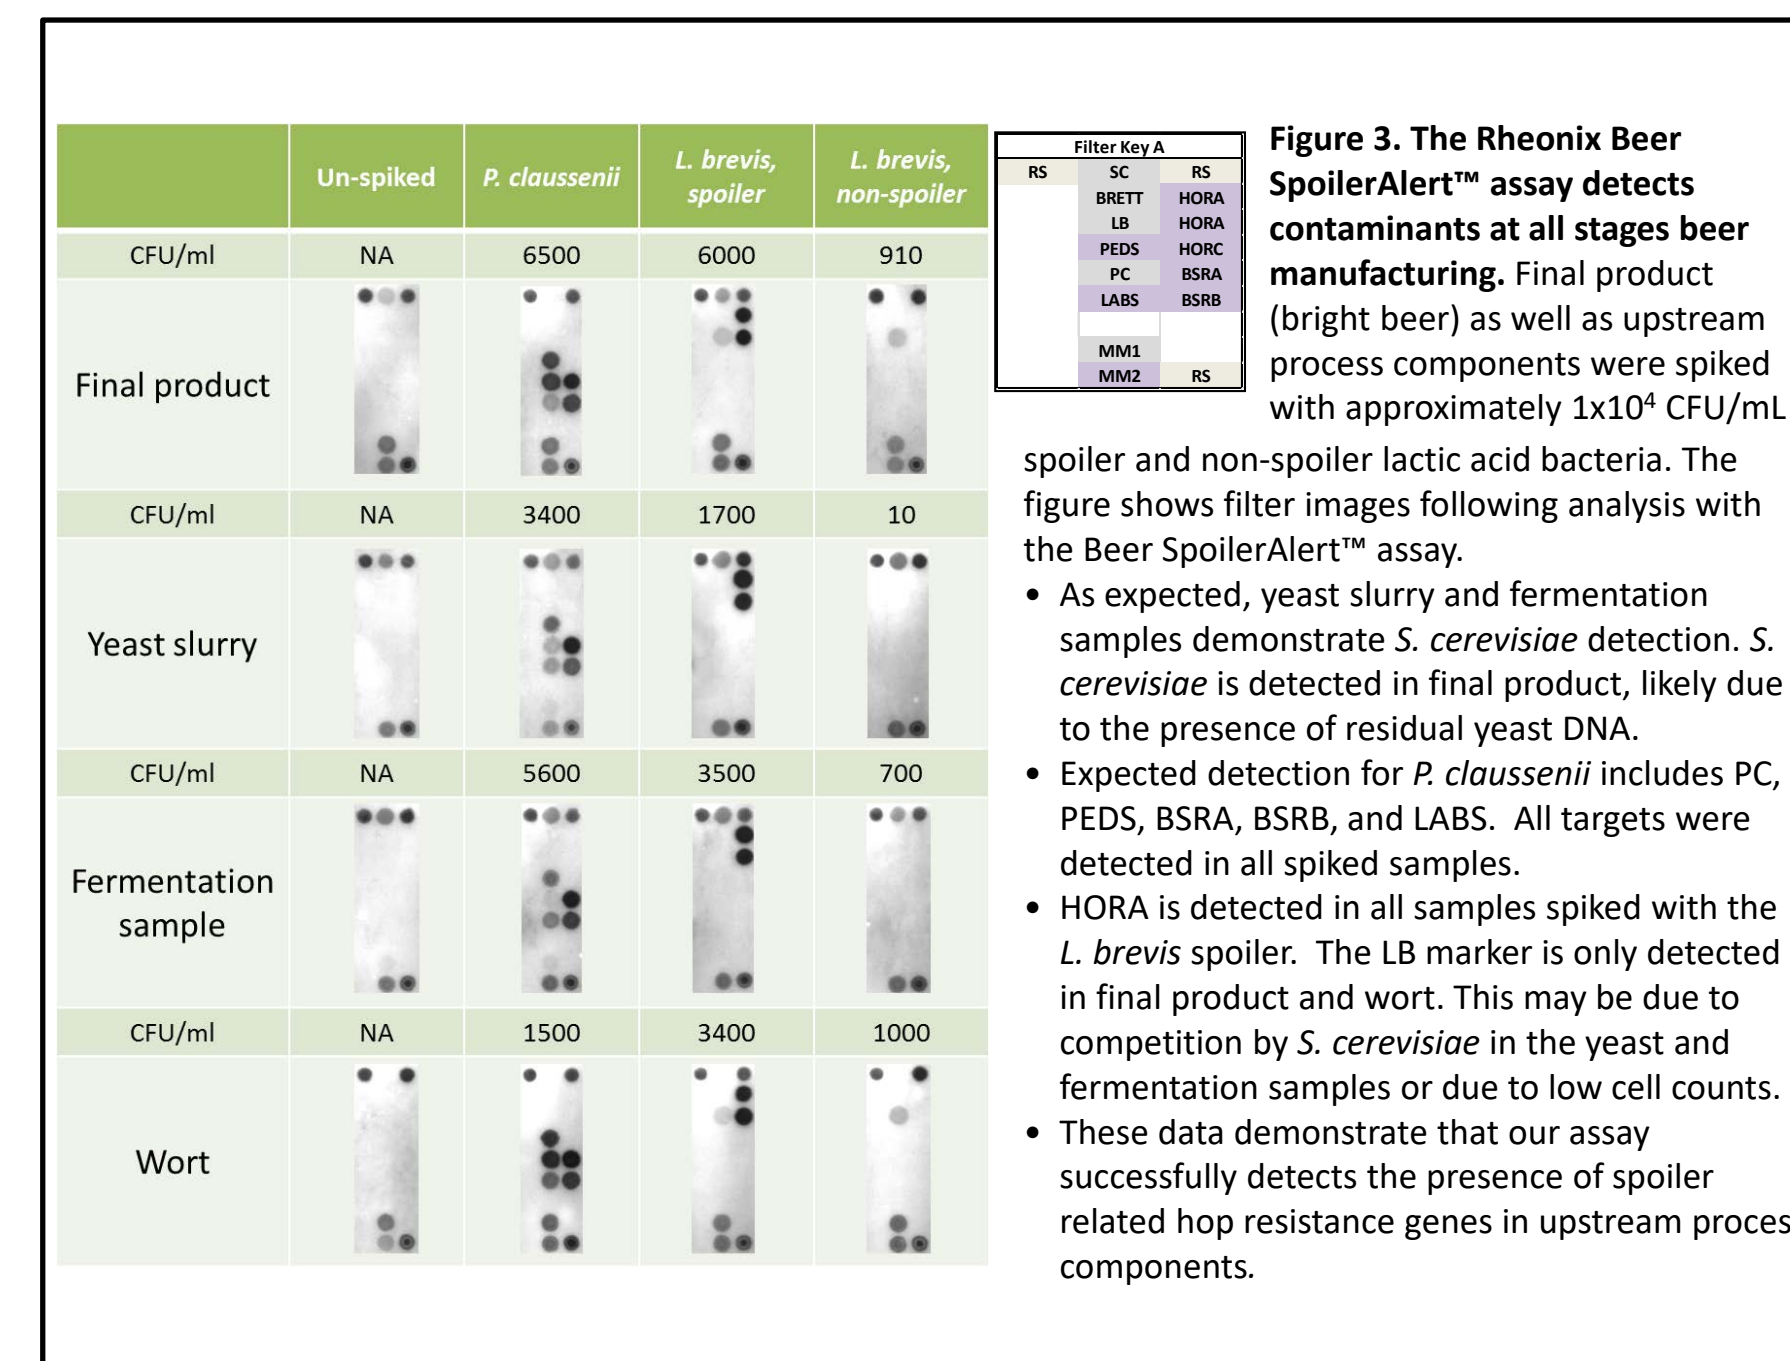 Un-spiked P. claussenii L. brevis, spoiler L. brevis, non-spoiler
CFU/ml NA 6500 6000 910
Final product
CFU/ml NA 3400 1700 10
Yeast slurry
CFU/ml NA 5600 3500 700
Fermentation
sample
CFU/ml NA 1500 3400 1000
Wort
Filter Key A
RS SC RS
BRETT HORA
LB HORA
PEDS HORC
PC BSRA
LABS BSRB
MM1
MM2 RS
Figure 3. The Rheonix Beer
SpoilerAlert™ assay detects
contaminants at all stages beer
manufacturing. Final product
(bright beer) as well as upstream
process components were spiked
with approximately 1x10⁴ CFU/mL
spoiler and non-spoiler lactic acid bacteria. The
figure shows filter images following analysis with
the Beer SpoilerAlert™ assay.
• As expected, yeast slurry and fermentation
samples demonstrate S. cerevisiae detection. S.
cerevisiae is detected in final product, likely due
to the presence of residual yeast DNA.
• Expected detection for P. claussenii includes PC,
PEDS, BSRA, BSRB, and LABS. All targets were
detected in all spiked samples.
• HORA is detected in all samples spiked with the
L. brevis spoiler. The LB marker is only detected
in final product and wort. This may be due to
competition by S. cerevisiae in the yeast and
fermentation samples or due to low cell counts.
• These data demonstrate that our assay
successfully detects the presence of spoiler
related hop resistance genes in upstream proces
components.